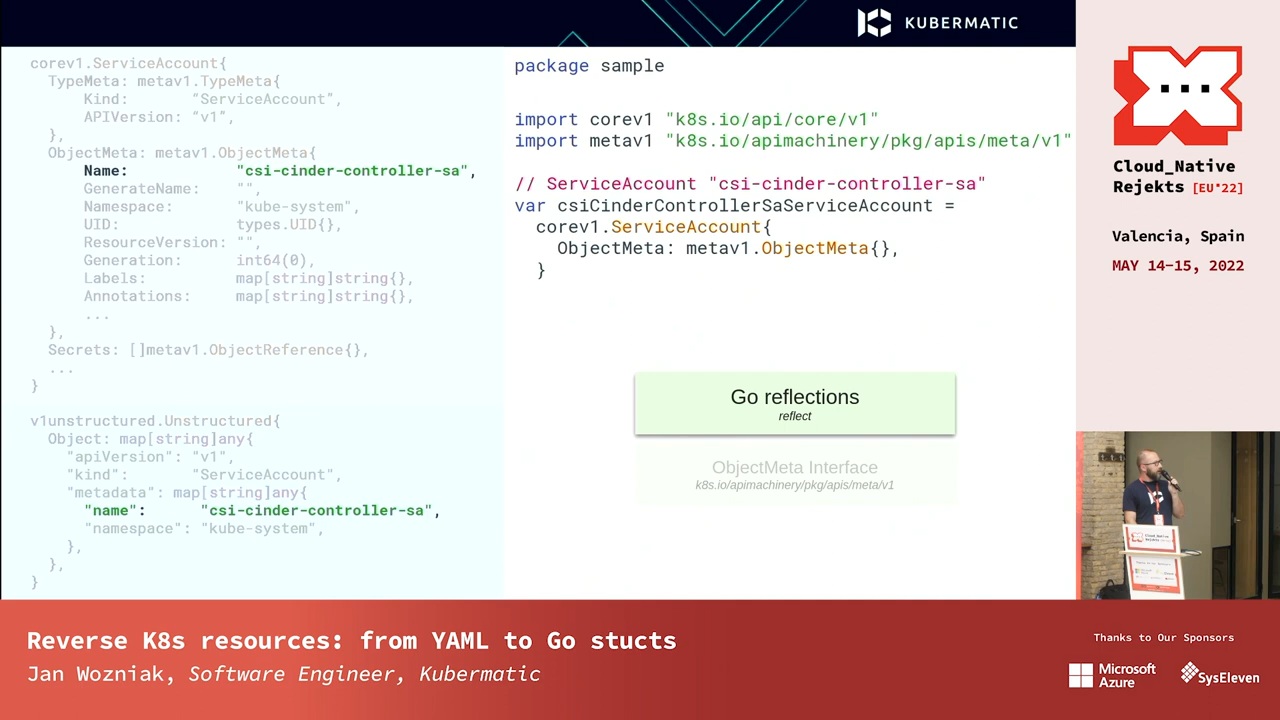 KUBERMATIC
corev1.ServiceAccount{
TypeMeta: metav1.TypeMeta{
Kind: "ServiceAccount",
APIVersion: "v1",
},
ObjectMeta: metav1.ObjectMeta{
Name: "csi-cinder-controller-sa",
GenerateName: "",
Namespace: "kube-system",
UID: types.UID{},
ResourceVersion: "",
Generation: int64(0),
Labels: map[string]string{},
Annotations: map[string]string{},
...
},
Secrets: []metav1.ObjectReference{},
...
}
v1unstructured.Unstructured{
Object: map[string]any{
"apiVersion": "v1",
"kind": "ServiceAccount",
"metadata": map[string]any{
"name": "csi-cinder-controller-sa",
"namespace": "kube-system",
},
},
}
package sample
import corev1 "k8s.io/api/core/v1"
import metav1 "k8s.io/apimachinery/pkg/apis/meta/v1"
// ServiceAccount "csi-cinder-controller-sa"
var csiCinderControllerSaServiceAccount =
corev1.ServiceAccount{
ObjectMeta: metav1.ObjectMeta{},
}
Go reflections
reflect
ObjectMeta Interface
k8s.io/apimachinery/pkg/apis/meta/v1
Cloud_Native
Rejekts [EU*22]
Valencia, Spain
MAY 14-15, 2022
Reverse K8s resources: from YAML to Go stucts
Jan Wozniak, Software Engineer, Kubermatic
Thanks to Our Sponsors
Microsoft
Azure
SysEleven